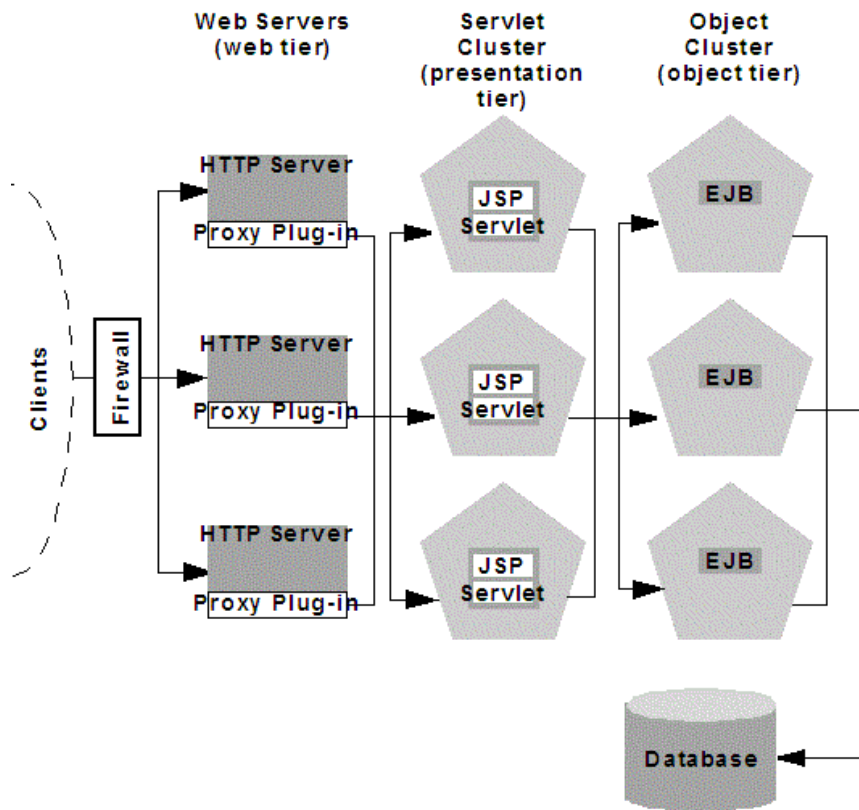 Web Servers
(web tier)
Servlet
Cluster
(presentation
tier)
Object
Cluster
(object tier)
Clients
Firewall
HTTP Server
Proxy Plug-in
JSP
Servlet
EJB
HTTP Server
Proxy Plug-in
JSP
Servlet
EJB
HTTP Server
Proxy Plug-in
JSP
Servlet
EJB
Database